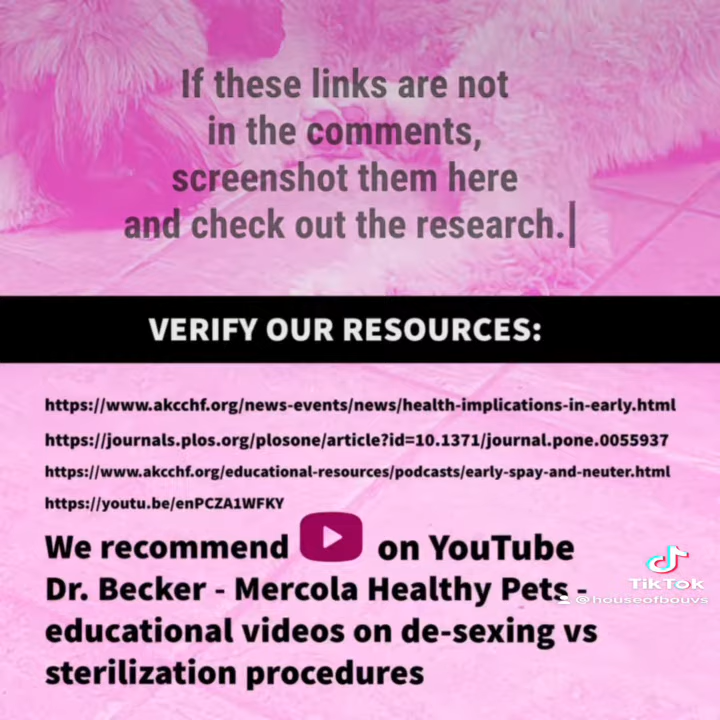 If these links are not
in the comments,
screenshot them here
and check out the research.
VERIFY OUR RESOURCES:
https://www.akcchf.org/news-events/news/health-implications-in-early.html
https://journals.plos.org/plosone/article?id=10.1371/journal.pone.0055937
https://www.akcchf.org/educational-resources/podcasts/early-spay-and-neuter.html
https://youtu.be/enPCZA1WFKY
We recommend on YouTube
Dr. Becker - Mercola Healthy Pets -
educational videos on de-sexing vs
sterilization procedures
TikTok
@houseofbouvs